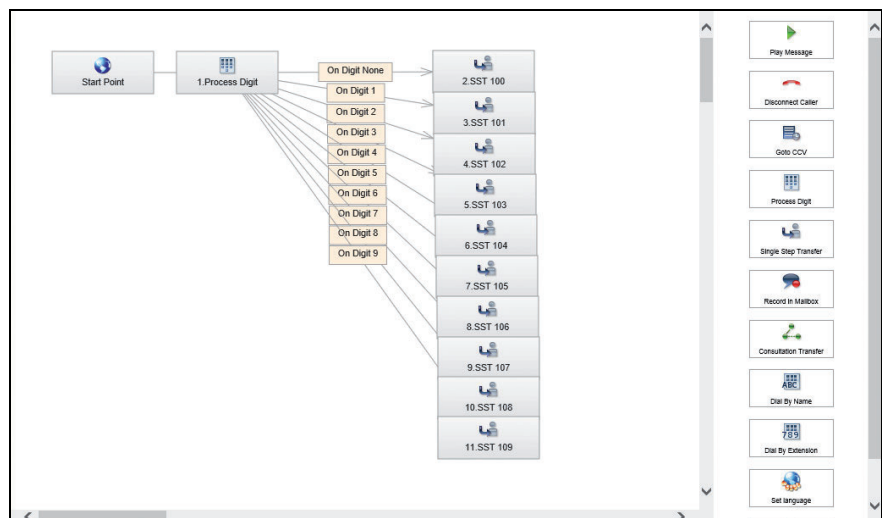 Start Point
1.Process Digit
On Digit None
On Digit 1
On Digit 2
On Digit 3
On Digit 4
On Digit 5
On Digit 6
On Digit 7
On Digit 8
On Digit 9
2.SST 100
3.SST 101
4.SST 102
5.SST 103
6.SST 104
7.SST 105
8.SST 106
9.SST 107
10.SST 108
11.SST 109
Play Message
Disconnect Caller
Goto CCV
Process Digit
Single Step Transfer
Record In Mailbox
Consultation Transfer
ABC
Dial By Name
789
Dial By Extension
Set language